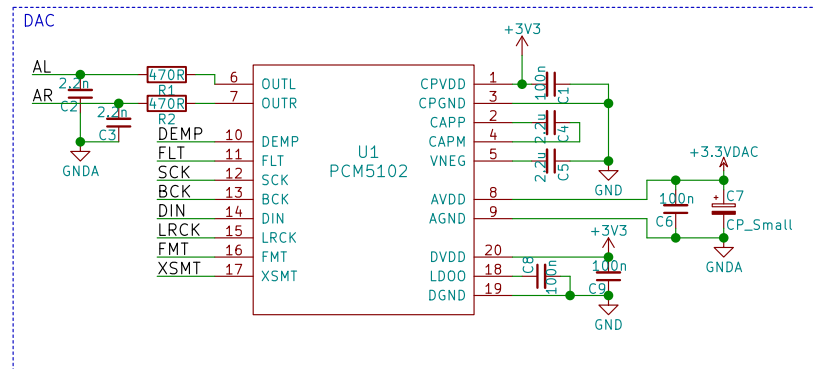 DAC
+3V3
AL
470R
6
OUTL
CPVDD
1
100n
C1
2.2n
C2
R1
AR
470R
7
OUTR
CPGND
3
2.2n
C3
R2
CAPP
2
2.2u
C4
DEMP
10
DEMP
U1
CAPM
4
FLT
11
FLT
PCM5102
VNEG
5
2.2u
C5
+3.3VDAC
GNDA
SCK
12
SCK
GND
BCK
13
BCK
AVDD
8
100n
C6
+
C7
DIN
14
DIN
AGND
9
CP_Small
LRCK
15
LRCK
+3V3
FMT
16
FMT
DVDD
20
GNDA
XSMT
17
XSMT
LDOO
18
C8
100n
100n
C9
DGND
19
GND